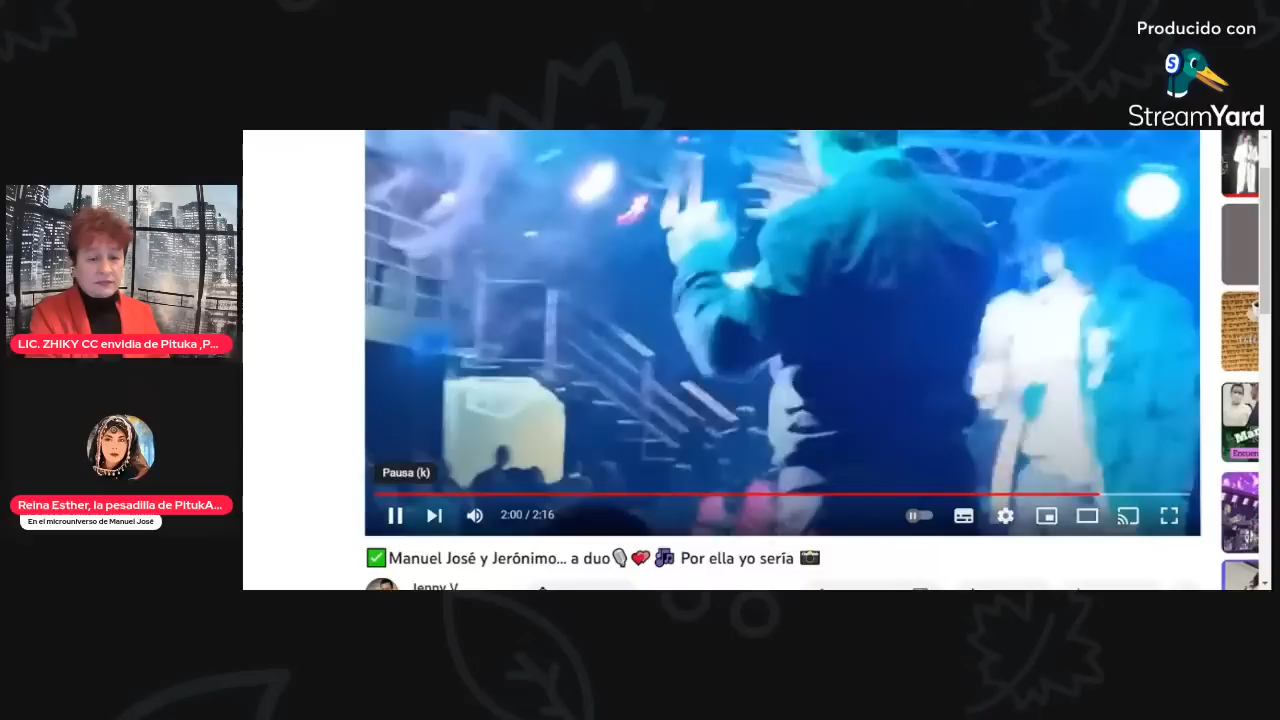 Producido con
StreamYard
LIC. ZHIKY CC envidia de Pituka ,P...
Reina Esther, la pesadilla de PitukA...
En el microuniverso de Manuel José
Pausa (k)
2:00 / 2:16
✅Manuel José y Jerónimo... a duo🎙💕🎶 Por ella yo sería 📷
Jenny V